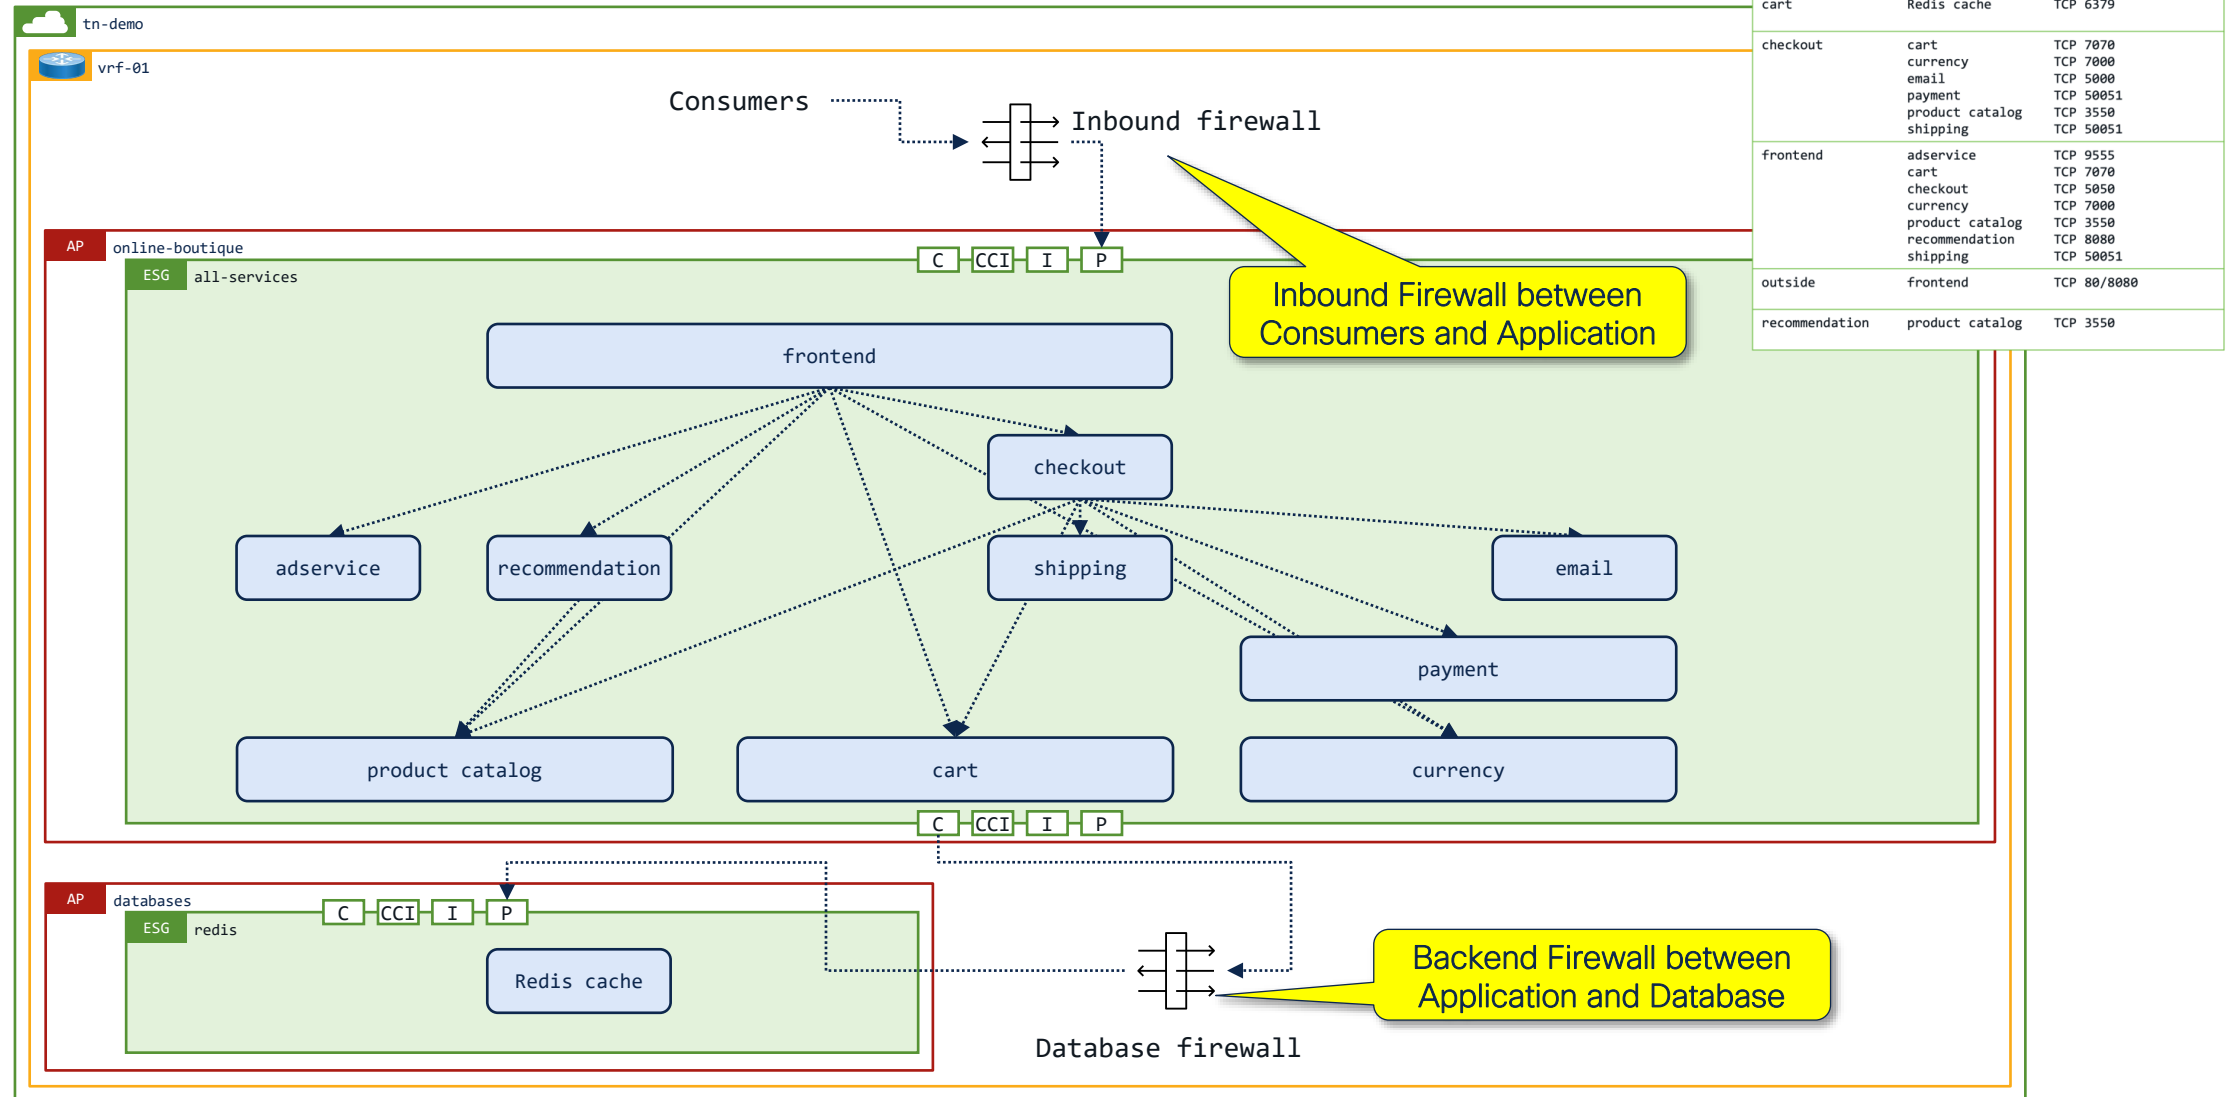 tn-demo
vrf-01
Consumers
Inbound firewall
cart Redis cache TCP 6379
checkout cart TCP 7070
currency TCP 7000
email TCP 5000
payment TCP 50051
product catalog TCP 3550
shipping TCP 50051
frontend adservice TCP 9555
cart TCP 7070
checkout TCP 5050
currency TCP 7000
product catalog TCP 3550
recommendation TCP 8080
shipping TCP 50051
outside frontend TCP 80/8080
recommendation product catalog TCP 3550
AP online-boutique
C CCI I P
ESG all-services
Inbound Firewall between
Consumers and Application
frontend
checkout
adservice
recommendation
shipping
email
payment
product catalog
cart
currency
C CCI I P
AP databases
C CCI I P
ESG redis
Redis cache
Backend Firewall between
Application and Database
Database firewall